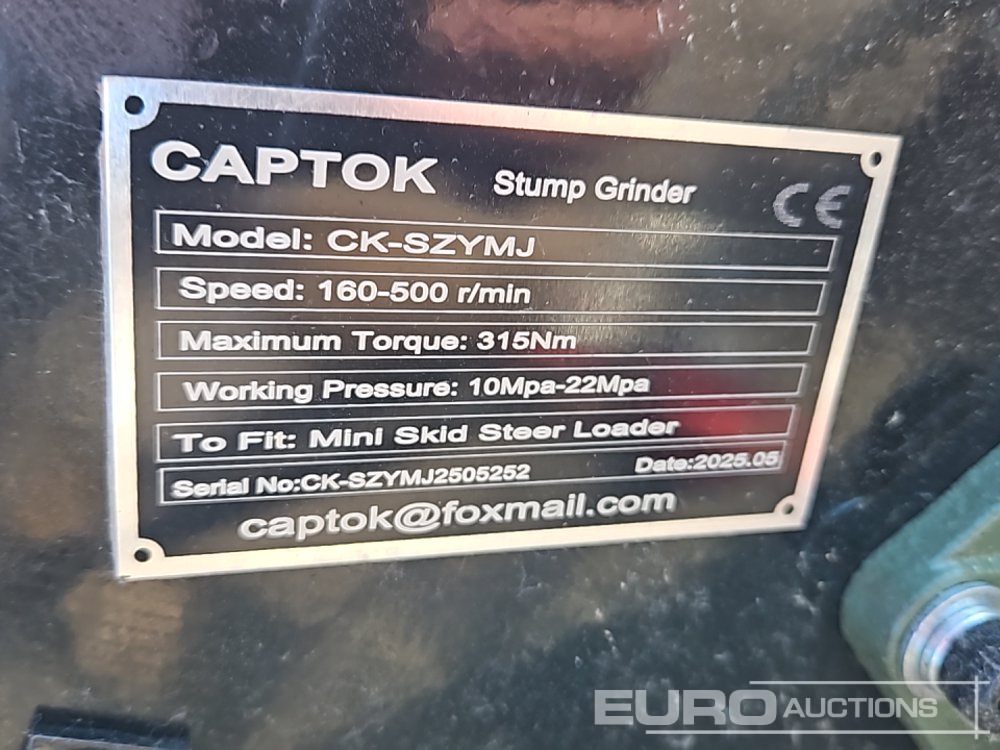 CAPTOK Stump Grinder CE
Model: CK-SZYMJ
Speed: 160-500 r/min
Maximum Torque: 315Nm
Working Pressure: 10Mpa-22Mpa
To Fit: Mini Skid Steer Loader
Serial No:CK-SZYMJ2505252 Date:2025.05
captok@foxmail.com
EURO AUCTIONS